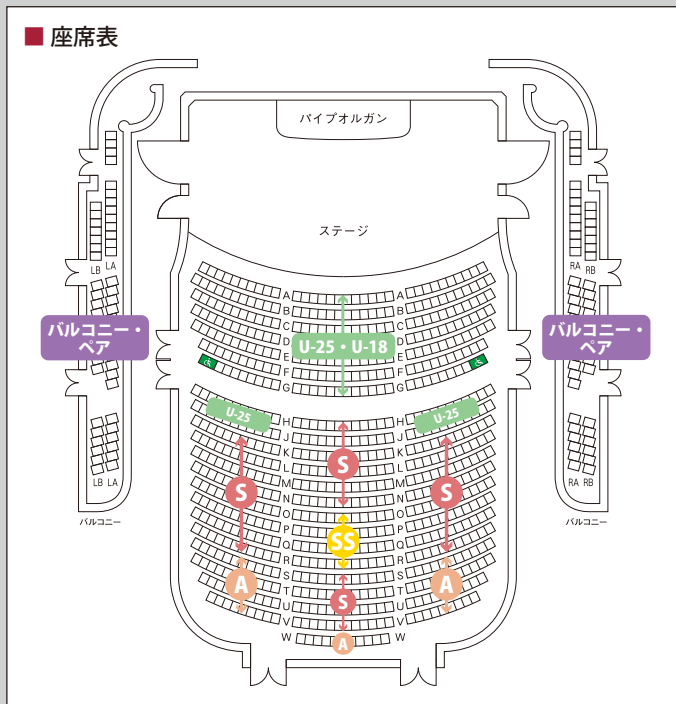 ■ 座席表
パイプオルガン
ステージ
LB LA
RA RB
A A
B B
C C
D D
E E
F F
G G
U-25・U-18
バルコニー・
ペア
バルコニー・
ペア
U-25
U-25
H H
J J
K K
L L
M M
N N
O O
P P
Q Q
R R
S S
T T
U U
V V
W W
S
S
S
SS
A
A
S
A
LB LA
RA RB
バルコニー
バルコニー